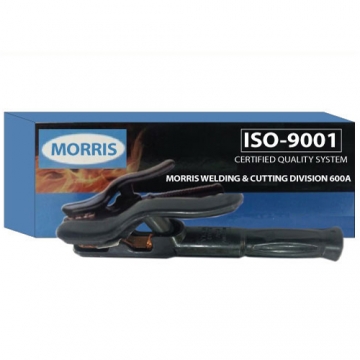 MORRIS
ISO-9001
CERTIFIED QUALITY SYSTEM
MORRIS WELDING & CUTTING DIVISION 600A